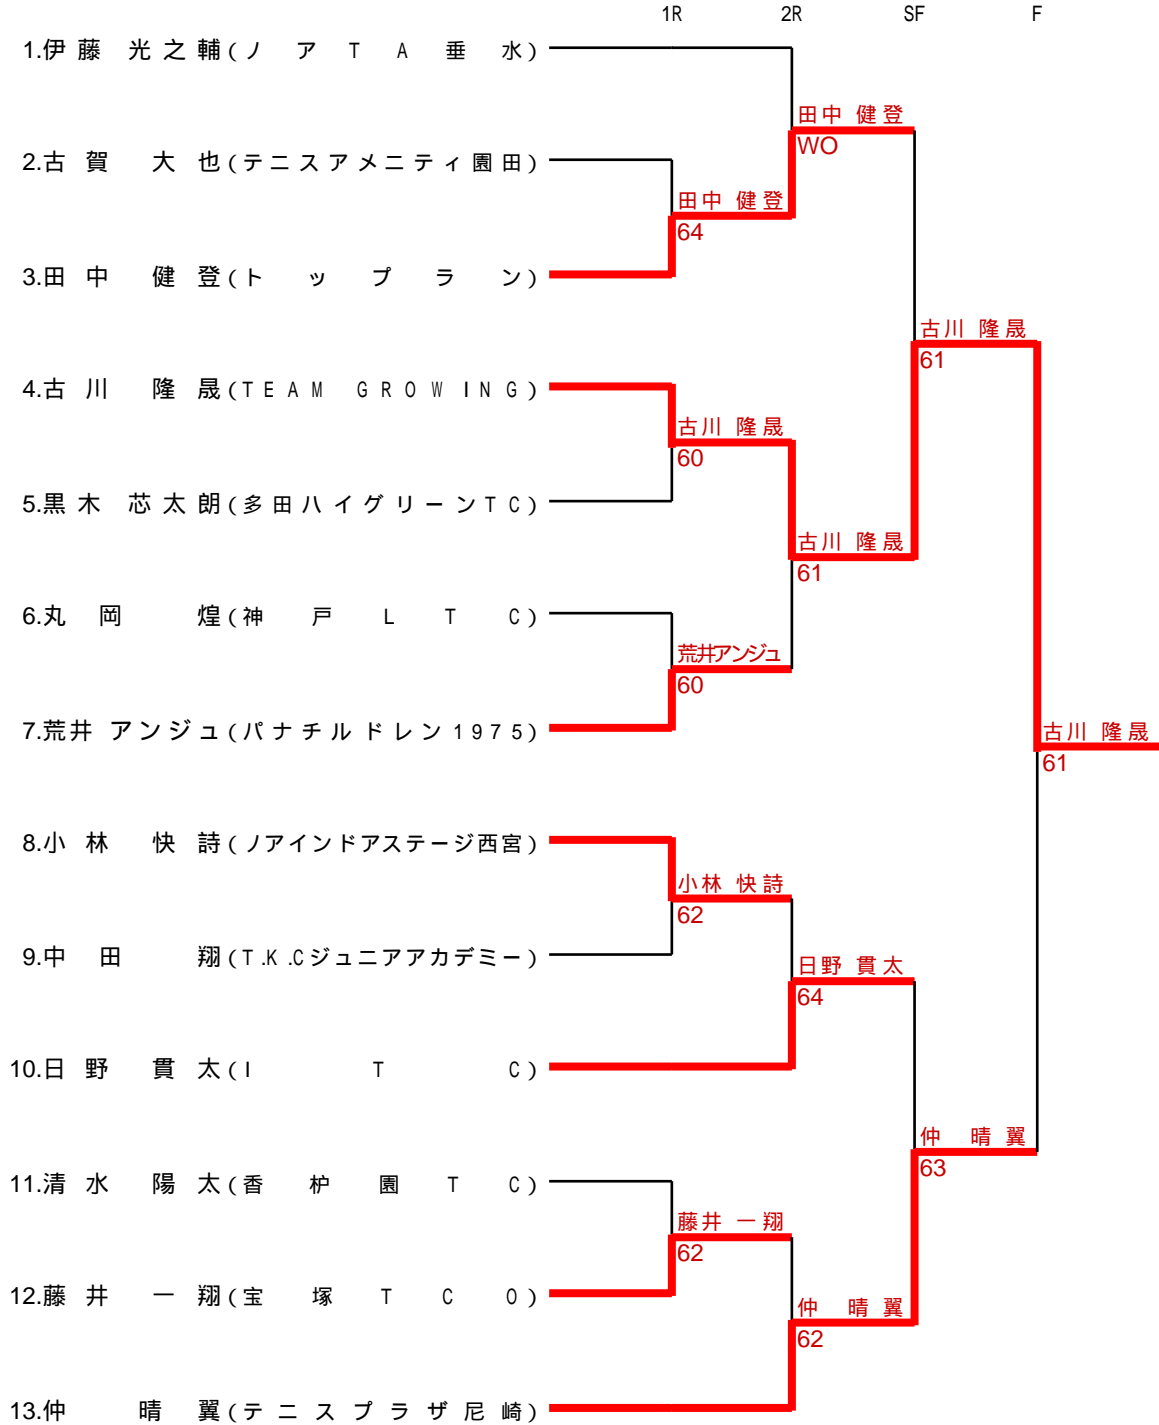 1R 2R SF F
1.伊藤 光之輔(ノアTA垂水)
田中 健登
WO
2.古賀 大也(テニスアメニティ園田)
田中 健登
64
3.田中 健登(トップラン)
古川 隆晟
61
4.古川 隆晟(TEAM GROWING)
古川 隆晟
60
5.黒木 芯太朗(多田ハイグリーンTC)
古川 隆晟
61
6.丸岡 煌(神戸LTC)
荒井アンジュ
60
7.荒井 アンジュ(パナチルドレン1975)
古川 隆晟
61
8.小林 快詩(ノアインドアステージ西宮)
小林 快詩
62
9.中田 翔(T.K.Cジュニアアカデミー)
日野 貫太
64
10.日野 貫太(ITC)
仲 晴翼
63
11.清水 陽太(香枦園TC)
藤井 一翔
62
12.藤井 一翔(宝塚TCO)
仲 晴翼
62
13.仲 晴翼(テニスプラザ尼崎)